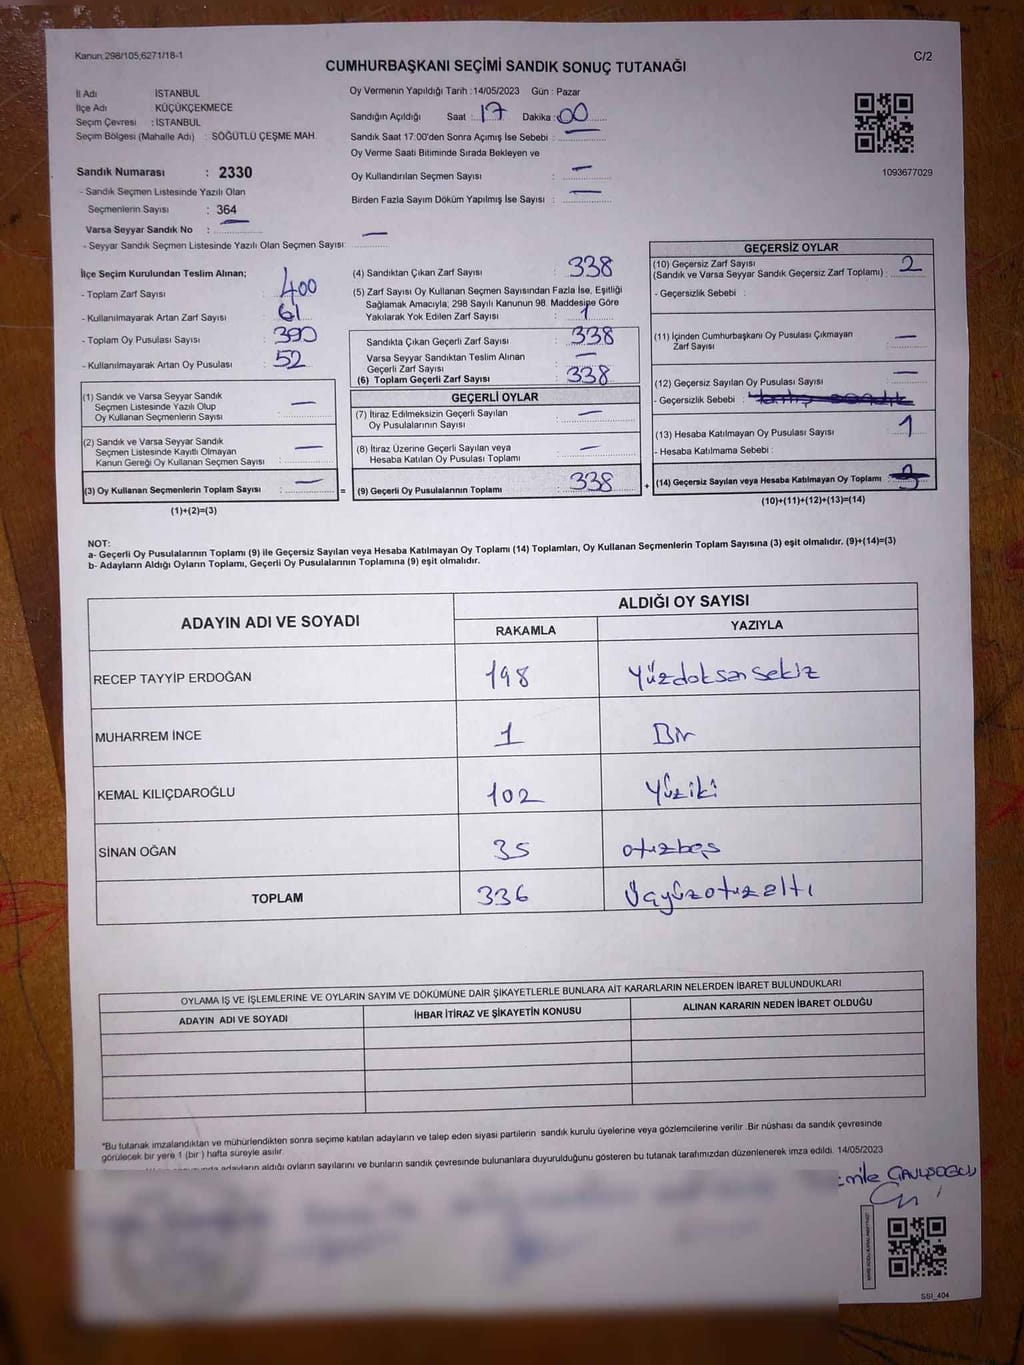 Kanun 298/105,6271/18-1
C/2
CUMHURBAŞKANI SEÇİMİ SANDIK SONUÇ TUTANAĞI
İl Adı İSTANBUL
İlçe Adı : KÜÇÜKÇEKMECE
Seçim Çevresi : İSTANBUL
Seçim Bölgesi (Mahalle Adı) : SÖĞÜTLÜ ÇEŞME MAH.
Sandık Numarası : 2330
- Sandık Seçmen Listesinde Yazılı Olan
Seçmenlerin Sayısı : 364
Varsa Seyyar Sandık No : —
- Seyyar Sandık Seçmen Listesinde Yazılı Olan Seçmen Sayısı: —
Oy Vermenin Yapıldığı Tarih :14/05/2023 Gün : Pazar
Sandığın Açıldığı Saat : 17 Dakika : 00
Sandık Saat 17:00'den Sonra Açımış İse Sebebi : —
Oy Verme Saati Bitiminde Sırada Bekleyen ve
Oy Kullandırılan Seçmen Sayısı : —
Birden Fazla Sayım Döküm Yapılmış İse Sayısı : —
1093677029
İlçe Seçim Kurulundan Teslim Alınan;
- Toplam Zarf Sayısı : 400
- Kullanılmayarak Artan Zarf Sayısı : 61
- Toplam Oy Pusulası Sayısı : 390
- Kullanılmayarak Artan Oy Pusulası : 52
(1) Sandık ve Varsa Seyyar Sandık
Seçmen Listesinde Yazılı Olup
Oy Kullanan Seçmenlerin Sayısı : —
(2) Sandık ve Varsa Seyyar Sandık
Seçmen Listesinde Kayıtlı Olmayan
Kanun Gereği Oy Kullanan Seçmen Sayısı : —
(3) Oy Kullanan Seçmenlerin Toplam Sayısı : —
(1)+(2)=(3)
=
(4) Sandıktan Çıkan Zarf Sayısı : 338
(5) Zarf Sayısı Oy Kullanan Seçmen Sayısından Fazla İse, Eşitliği
Sağlamak Amacıyla, 298 Sayılı Kanunun 98. Maddesine Göre
Yakılarak Yok Edilen Zarf Sayısı : 1
Sandıkta Çıkan Geçerli Zarf Sayısı : 338
Varsa Seyyar Sandıktan Teslim Alınan
Geçerli Zarf Sayısı : —
(6) Toplam Geçerli Zarf Sayısı : 338
GEÇERLİ OYLAR
(7) İtiraz Edilmeksizin Geçerli Sayılan
Oy Pusulalarının Sayısı : —
(8) İtiraz Üzerine Geçerli Sayılan veya
Hesaba Katılan Oy Pusulası Toplamı : —
(9) Geçerli Oy Pusulalarının Toplamı : 338
+
GEÇERSİZ OYLAR
(10) Geçersiz Zarf Sayısı
(Sandık ve Varsa Seyyar Sandık Geçersiz Zarf Toplamı) : 2
- Geçersizlik Sebebi :
(11) İçinden Cumhurbaşkanı Oy Pusulası Çıkmayan
Zarf Sayısı : —
(12) Geçersiz Sayılan Oy Pusulası Sayısı : —
- Geçersizlik Sebebi :
(13) Hesaba Katılmayan Oy Pusulası Sayısı : 1
- Hesaba Katılmama Sebebi :
(14) Geçersiz Sayılan veya Hesaba Katılmayan Oy Toplamı :
(10)+(11)+(12)+(13)=(14)
NOT:
a- Geçerli Oy Pusulalarının Toplamı (9) ile Geçersiz Sayılan veya Hesaba Katılmayan Oy Toplamı (14) Toplamları, Oy Kullanan Seçmenlerin Toplam Sayısına (3) eşit olmalıdır. (9)+(14)=(3)
b- Adayların Aldığı Oyların Toplamı, Geçerli Oy Pusulalarının Toplamına (9) eşit olmalıdır.
ADAYIN ADI VE SOYADI
ALDIĞI OY SAYISI
RAKAMLA YAZIYLA
RECEP TAYYİP ERDOĞAN 198 Yüzdoksansekiz
MUHARREM İNCE 1 Bir
KEMAL KILIÇDAROĞLU 102 Yüziki
SİNAN OĞAN 35 otuzbeş
TOPLAM 336 Üçyüzotuzaltı
OYLAMA İŞ VE İŞLEMLERİNE VE OYLARIN SAYIM VE DÖKÜMÜNE DAİR ŞİKAYETLERLE BUNLARA AİT KARARLARIN NELERDEN İBARET BULUNDUKLARI
ADAYIN ADI VE SOYADI İHBAR İTİRAZ VE ŞİKAYETİN KONUSU ALINAN KARARIN NEDEN İBARET OLDUĞU
*Bu tutanak imzalandıktan ve mühürlendikten sonra seçime katılan adayların ve talep eden siyasi partilerin sandık kurulu üyelerine veya gözlemcilerine verilir .Bir nüshası da sandık çevresinde
görülecek bir yere 1 (bir ) hafta süreyle asılır.
adayların aldığı oyların sayılarını ve bunların sandık çevresinde bulunanlara duyurulduğunu gösteren bu tutanak tarafımızdan düzenlenerek imza edildi. 14/05/2023
SSİ_404